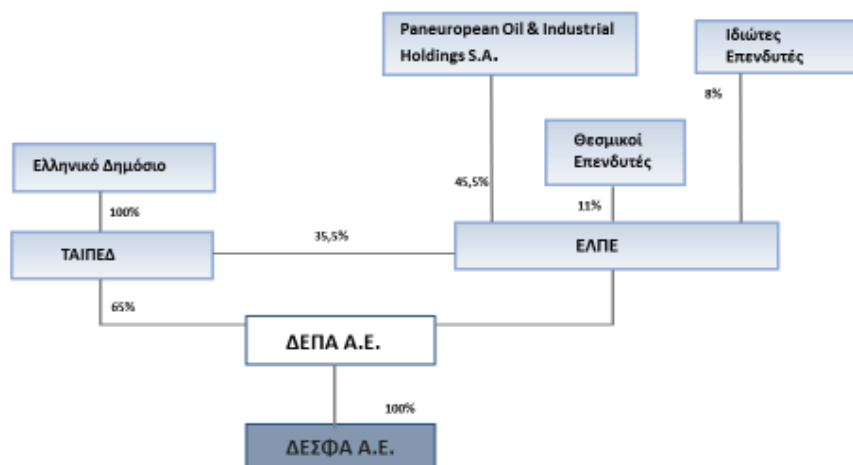 Paneuropean Oil & Industrial
Holdings S.A.
Ιδιώτες
Επενδυτές
8%
Θεσμικοί
Επενδυτές
Ελληνικό Δημόσιο
45,5%
11%
100%
35,5%
ΤΑΙΠΕΔ
ΕΛΠΕ
65%
ΔΕΠΑ Α.Ε.
100%
ΔΕΣΦΑ Α.Ε.